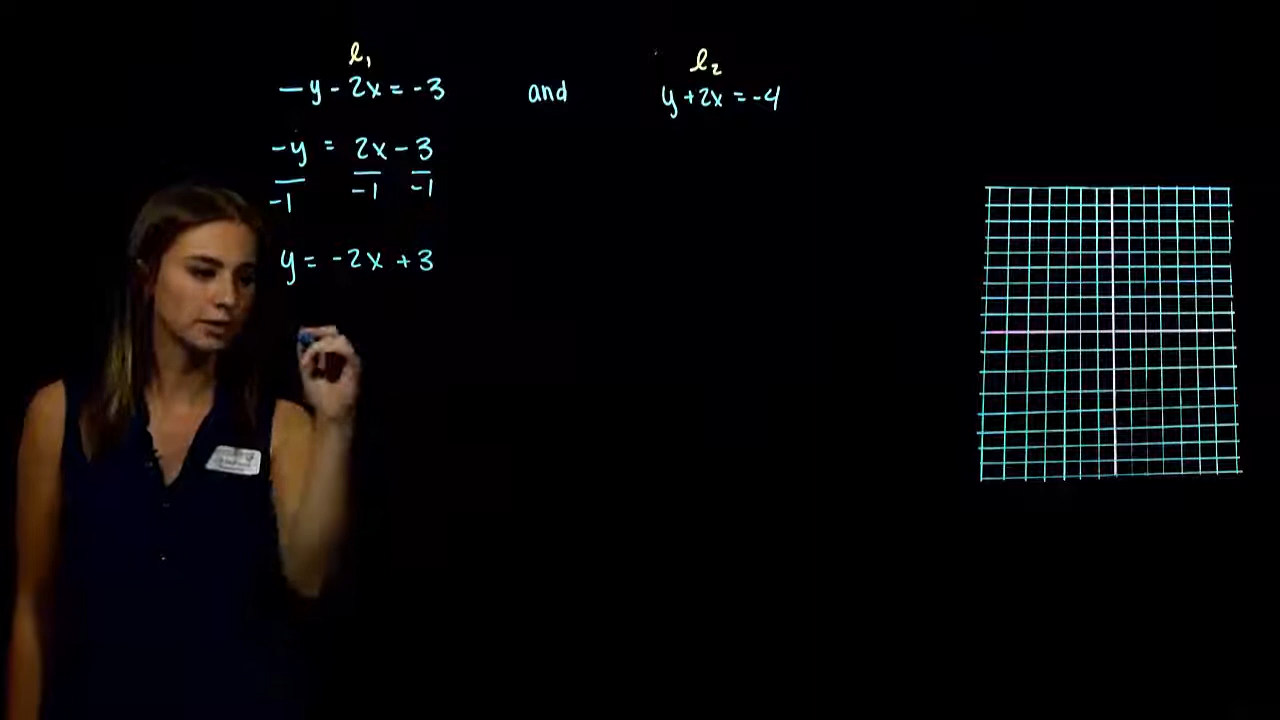 l₁
-y - 2x = -3 and
l₂
y + 2x = -4
-y = 2x - 3
-1 -1 -1
y = -2x + 3